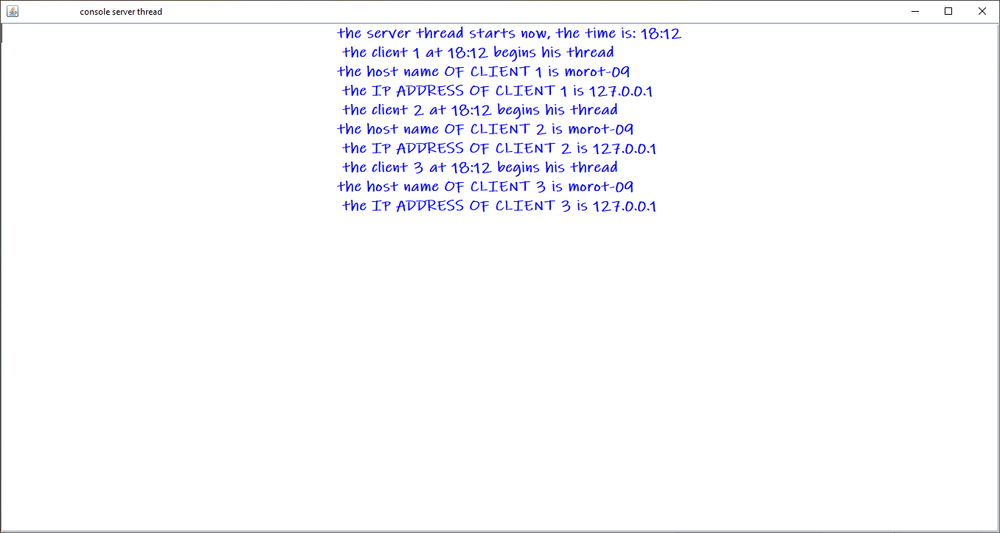 console server thread
the server thread starts now, the time is: 18:12
the client 1 at 18:12 begins his thread
the host name OF CLIENT 1 is morot-09
the IP ADDRESS OF CLIENT 1 is 127.0.0.1
the client 2 at 18:12 begins his thread
the host name OF CLIENT 2 is morot-09
the IP ADDRESS OF CLIENT 2 is 127.0.0.1
the client 3 at 18:12 begins his thread
the host name OF CLIENT 3 is morot-09
the IP ADDRESS OF CLIENT 3 is 127.0.0.1